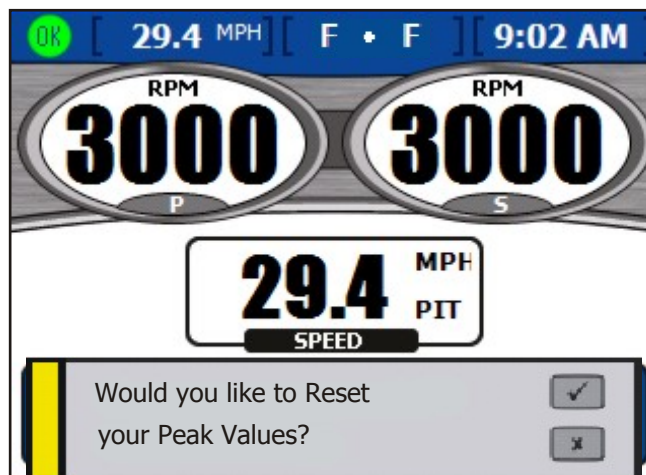 OK [ 29.4 MPH ] [ F • F ] [ 9:02 AM ]
RPM RPM
3000 3000
P S
29.4 MPH
PIT
SPEED
Would you like to Reset
your Peak Values?